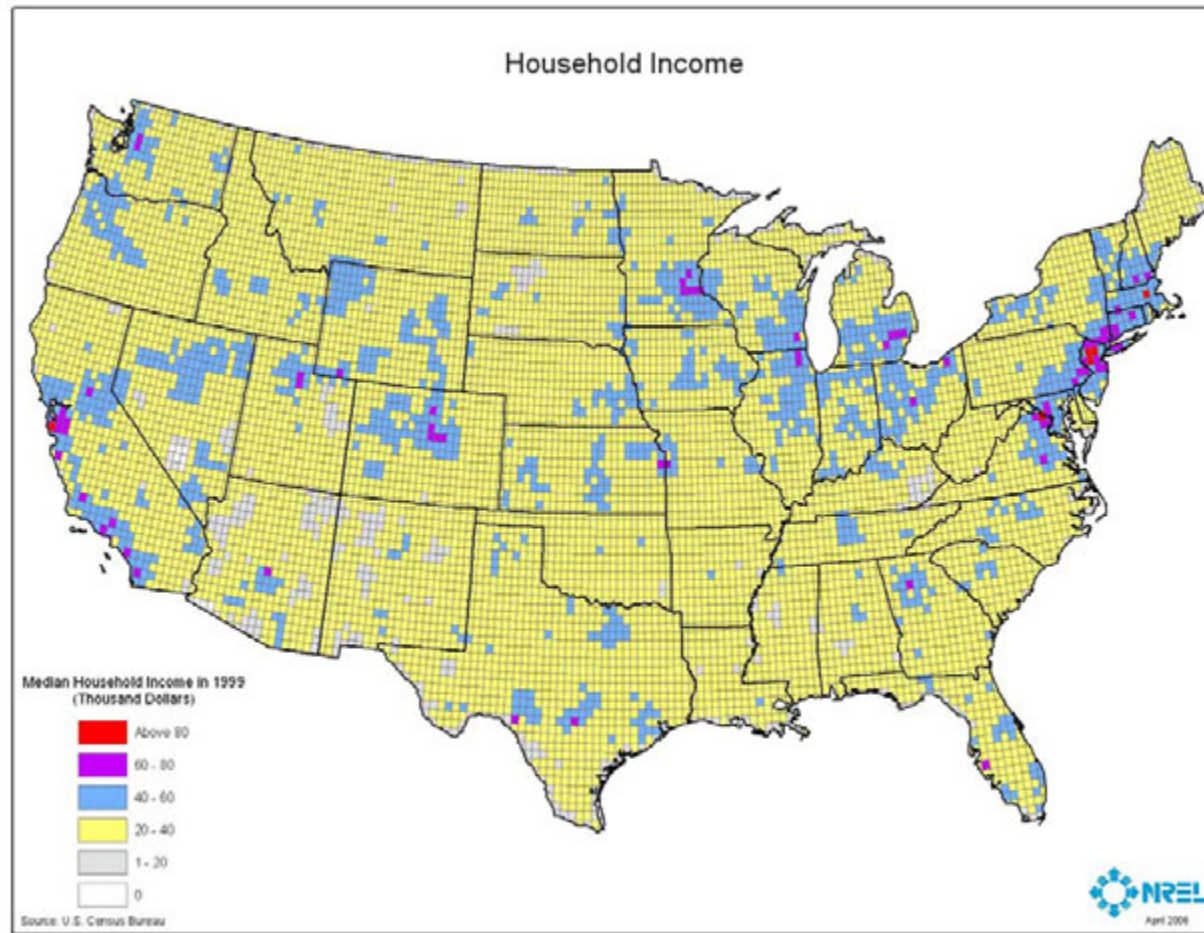 Household Income
Median Household Income in 1999
(Thousand Dollars)
Above 80
60 - 80
40 - 60
20 - 40
1 - 20
0
Source: U.S. Census Bureau
NREL
April 2006